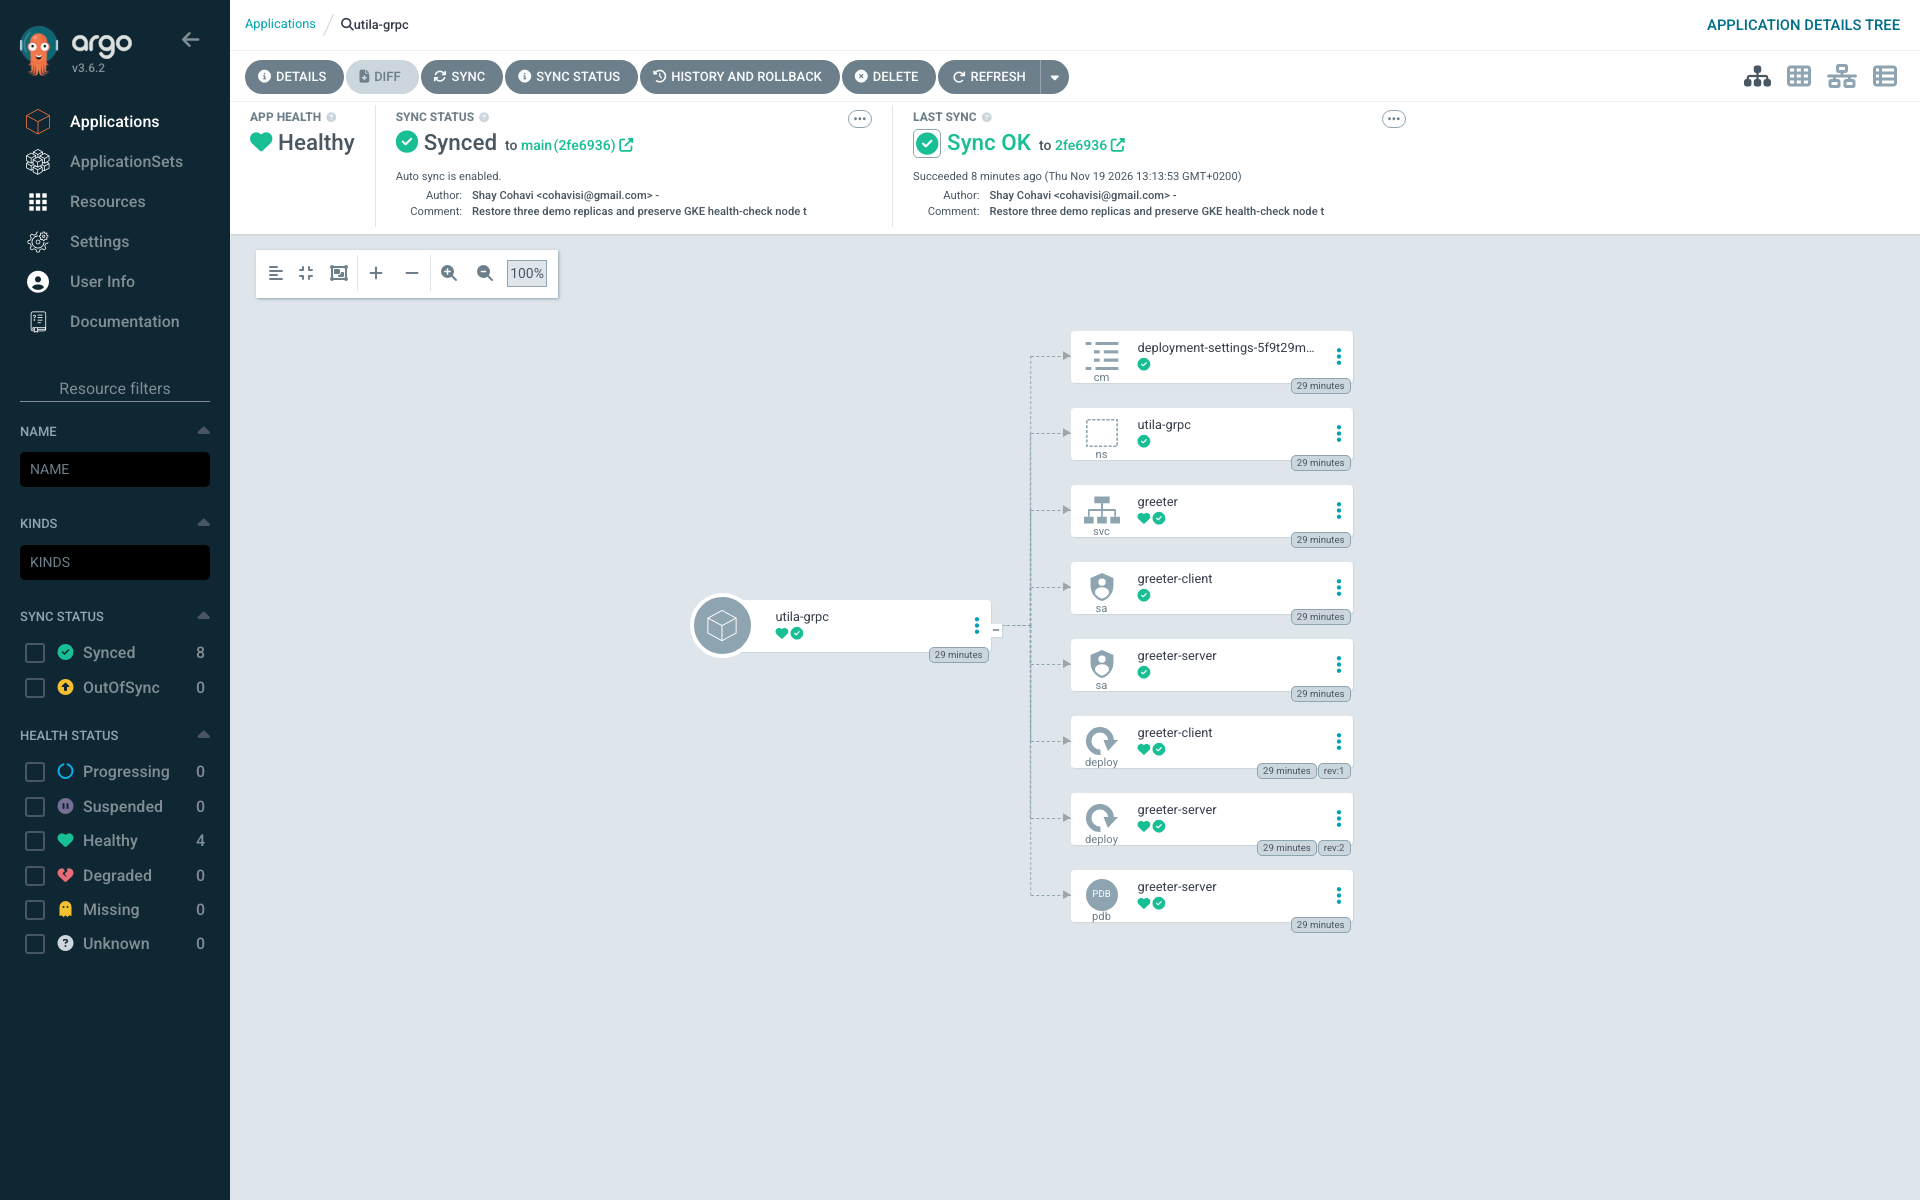 argo
v3.6.2
Applications
ApplicationSets
Resources
Settings
User Info
Documentation
Resource filters
NAME
NAME
KINDS
KINDS
SYNC STATUS
Synced 8
OutOfSync 0
HEALTH STATUS
Progressing 0
Suspended 0
Healthy 4
Degraded 0
Missing 0
Unknown 0
Applications / utila-grpc
APPLICATION DETAILS TREE
DETAILS DIFF SYNC SYNC STATUS HISTORY AND ROLLBACK DELETE REFRESH
APP HEALTH
Healthy
SYNC STATUS
Synced to main (2fe6936)
Auto sync is enabled.
Author: Shay Cohavi <cohavisi@gmail.com> -
Comment: Restore three demo replicas and preserve GKE health-check node t
LAST SYNC
Sync OK to 2fe6936
Succeeded 8 minutes ago (Thu Nov 19 2026 13:13:53 GMT+0200)
Author: Shay Cohavi <cohavisi@gmail.com> -
Comment: Restore three demo replicas and preserve GKE health-check node t
100%
utila-grpc
29 minutes
deployment-settings-5f9t29m...
cm
29 minutes
utila-grpc
ns
29 minutes
greeter
svc
29 minutes
greeter-client
sa
29 minutes
greeter-server
sa
29 minutes
greeter-client
deploy
29 minutes rev:1
greeter-server
deploy
29 minutes rev:2
greeter-server
PDB
pdb
29 minutes